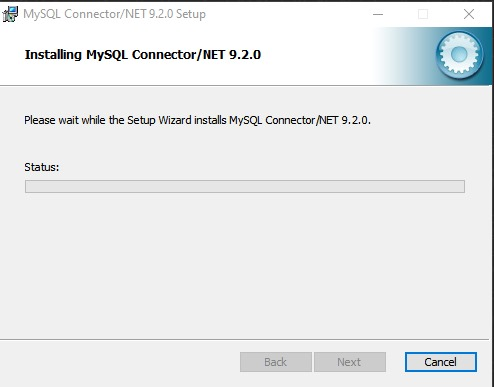 MySQL Connector/NET 9.2.0 Setup
Installing MySQL Connector/NET 9.2.0
Please wait while the Setup Wizard installs MySQL Connector/NET 9.2.0.
Status:
Back Next Cancel